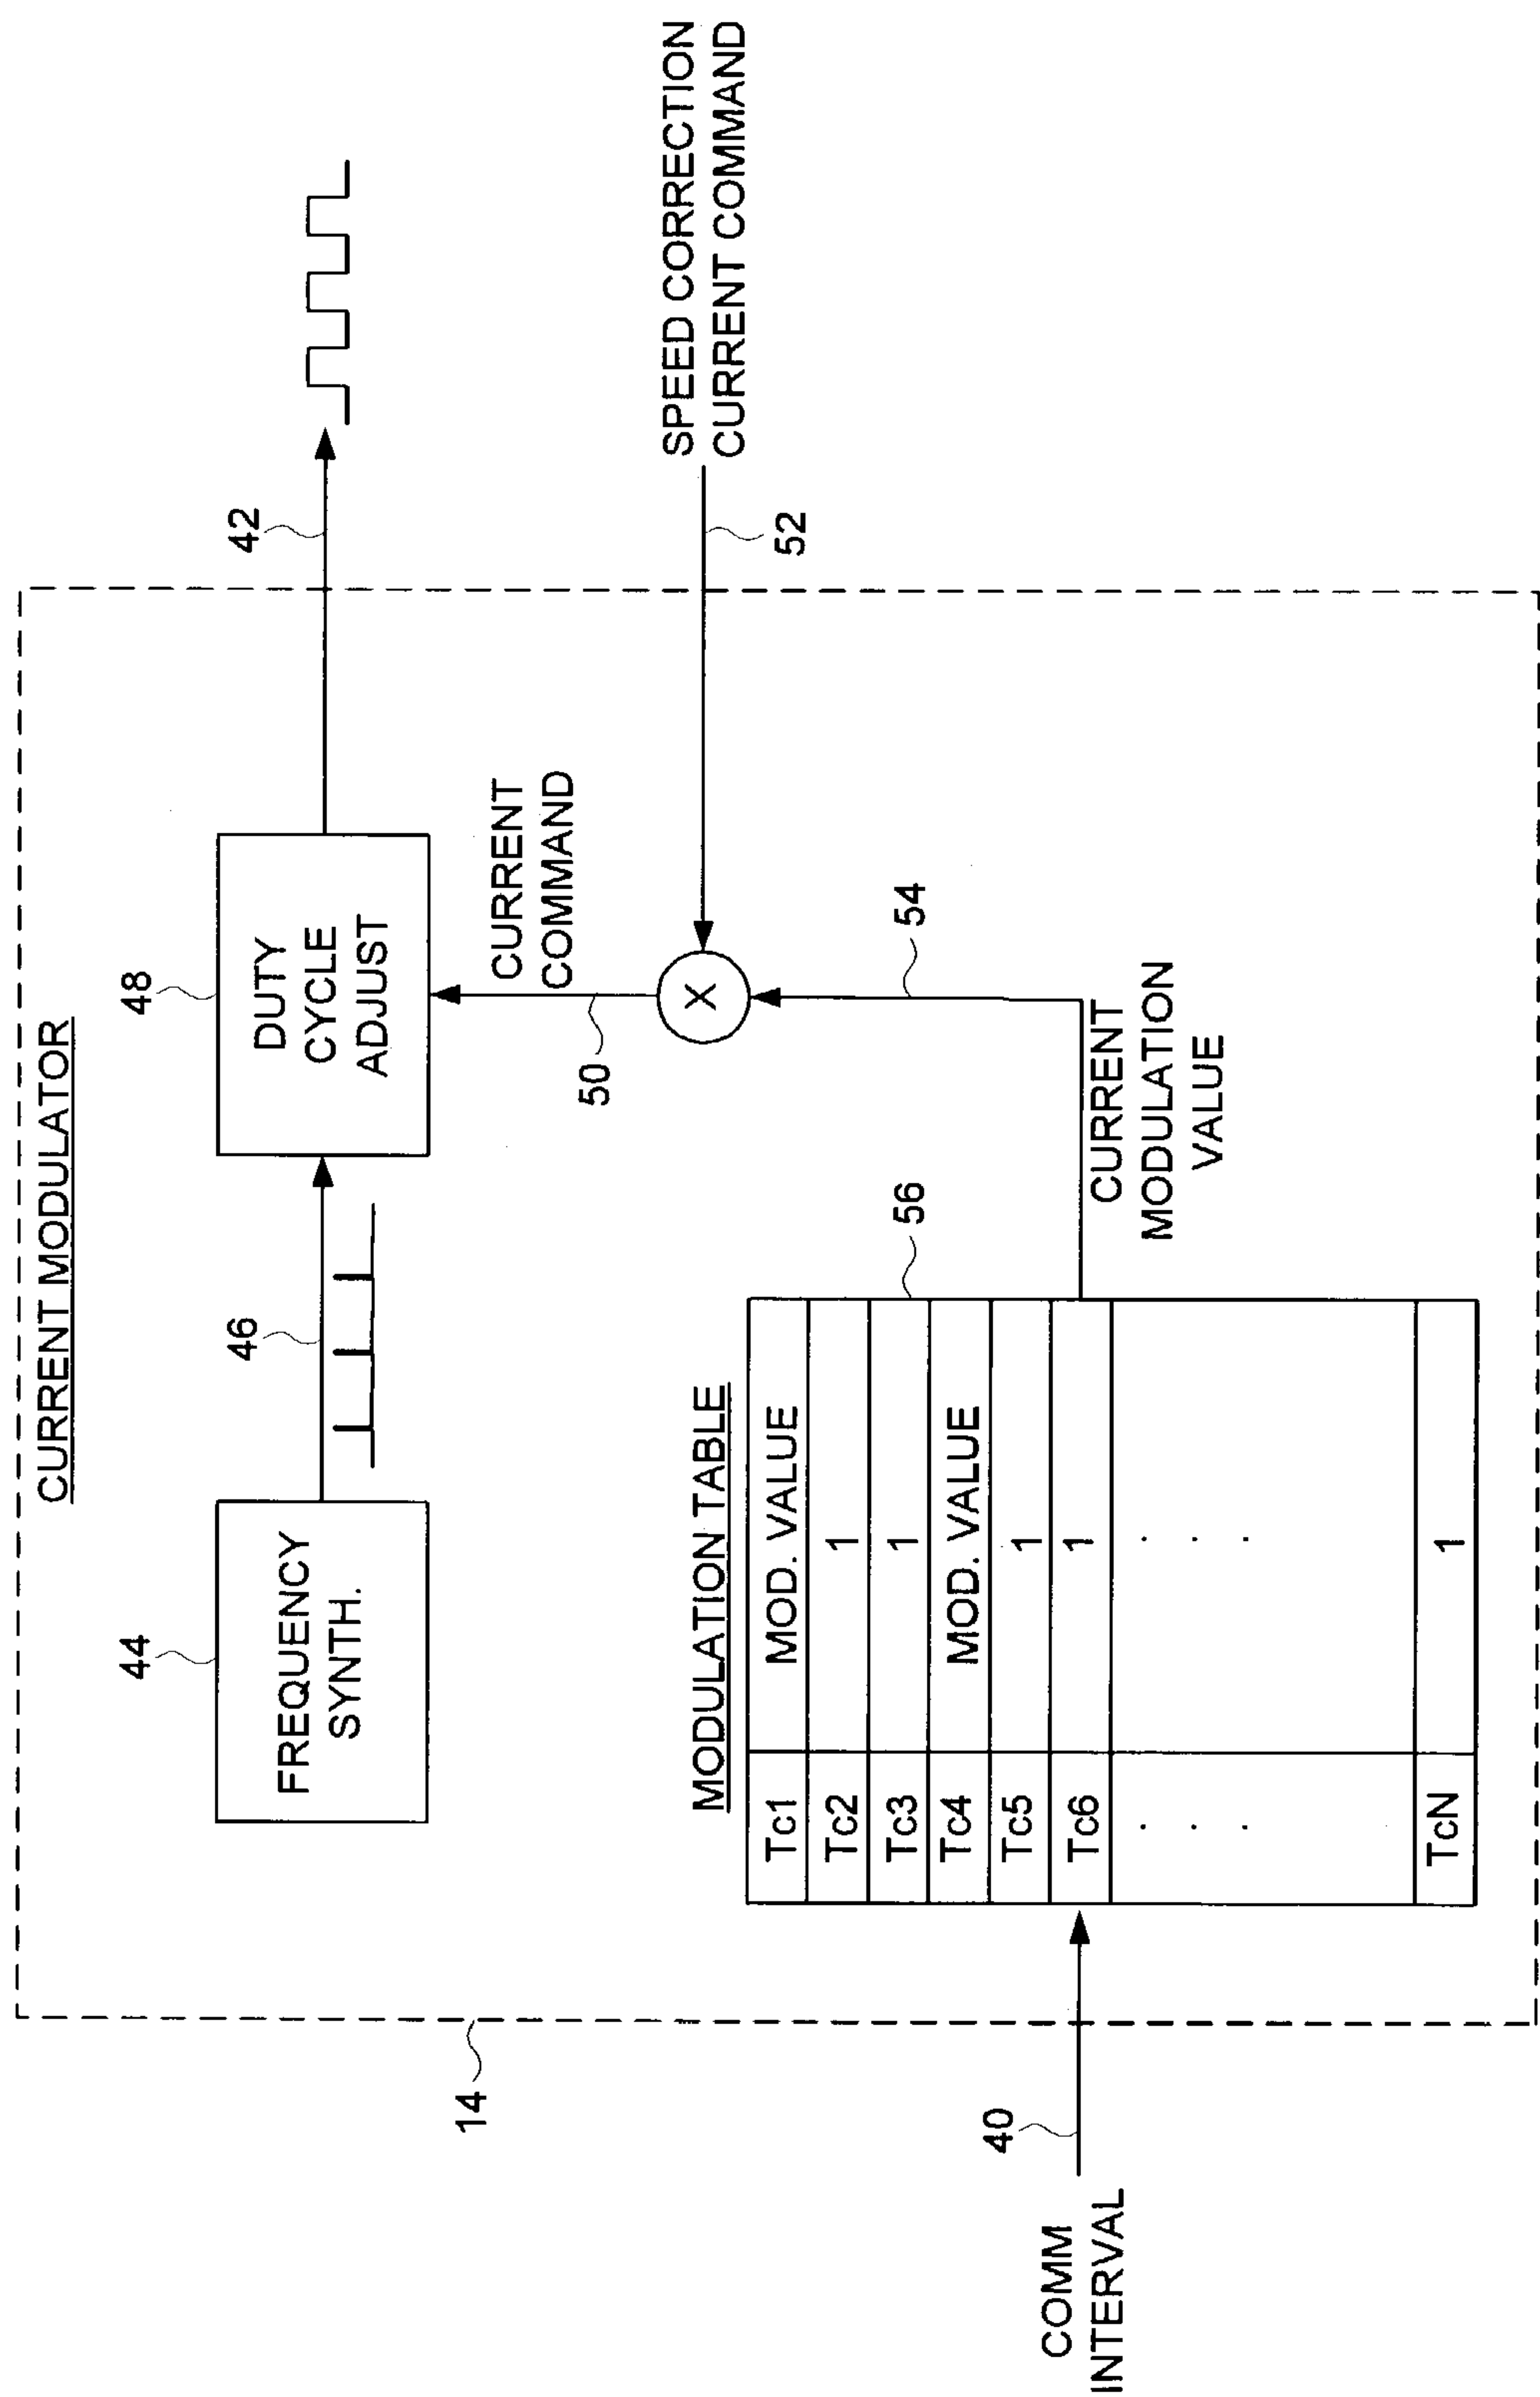 CURRENT MODULATOR
44
FREQUENCY
SYNTH.
46
48
DUTY
CYCLE
ADJUST
42
CURRENT
COMMAND
50
SPEED CORRECTION
CURRENT COMMAND
52
54
MODULATION TABLE
56
Tc1 MOD. VALUE
Tc2 1
Tc3 1
Tc4 MOD. VALUE
Tc5 1
Tc6 1
. . . . . .
TcN 1
CURRENT
MODULATION
VALUE
14
40
COMM
INTERVAL
X